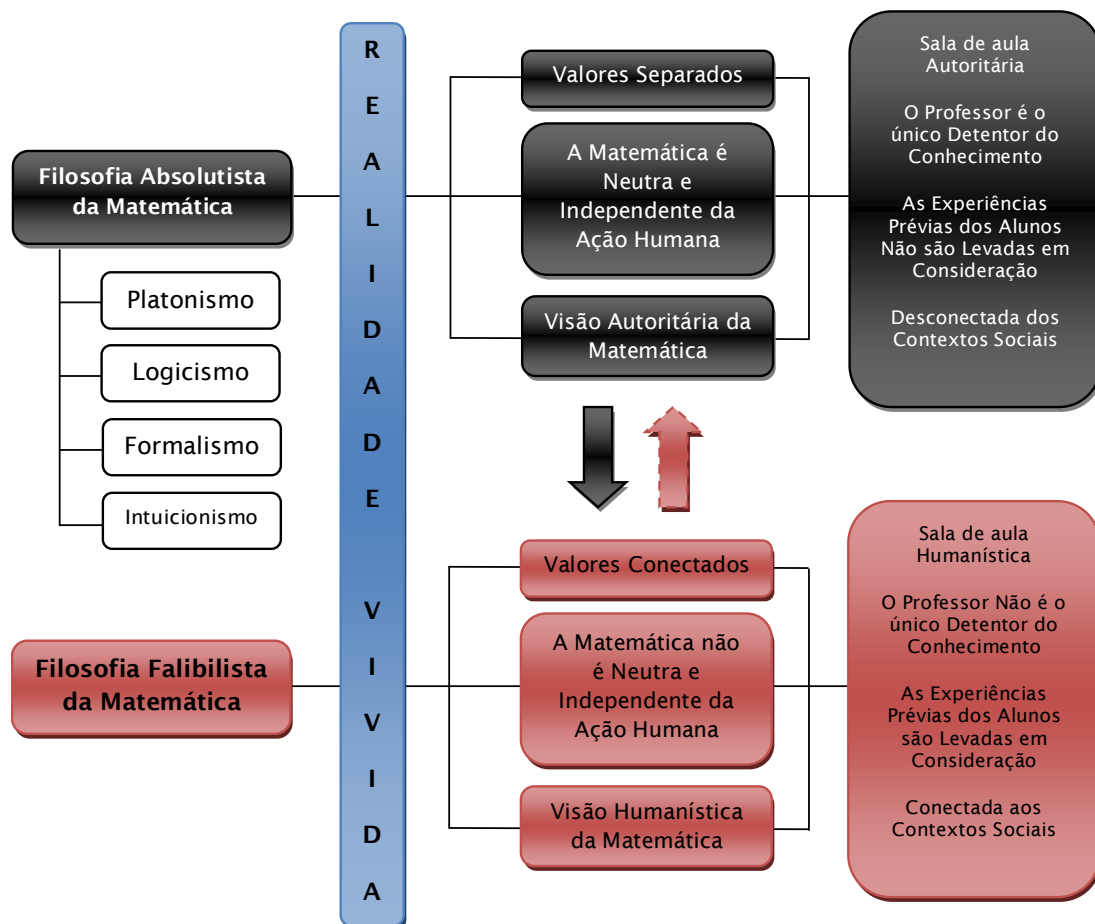 Filosofia Absolutista
da Matemática
Platonismo
Logicismo
Formalismo
Intuicionismo
Filosofia Falibilista
da Matemática
R
E
A
L
I
D
A
D
E
V
I
V
I
D
A
Valores Separados
A Matemática é
Neutra e
Independente da
Ação Humana
Visão Autoritária da
Matemática
Sala de aula
Autoritária
O Professor é o
único Detentor do
Conhecimento
As Experiências
Prévias dos Alunos
Não são Levadas em
Consideração
Desconectada dos
Contextos Sociais
Valores Conectados
A Matemática não
é Neutra e
Independente da
Ação Humana
Visão Humanística
da Matemática
Sala de aula
Humanística
O Professor Não é o
único Detentor do
Conhecimento
As Experiências
Prévias dos Alunos
são Levadas em
Consideração
Conectada aos
Contextos Sociais